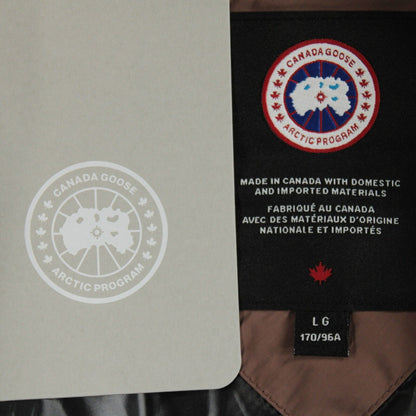 CANADA GOOSE
ARCTIC PROGRAM
CANADA GOOSE
ARCTIC PROGRAM
MADE IN CANADA WITH DOMESTIC
AND IMPORTED MATERIALS
FABRIQUÉ AU CANADA
AVEC DES MATÉRIAUX D'ORIGINE
NATIONALE ET IMPORTÉS
LG
170/96A